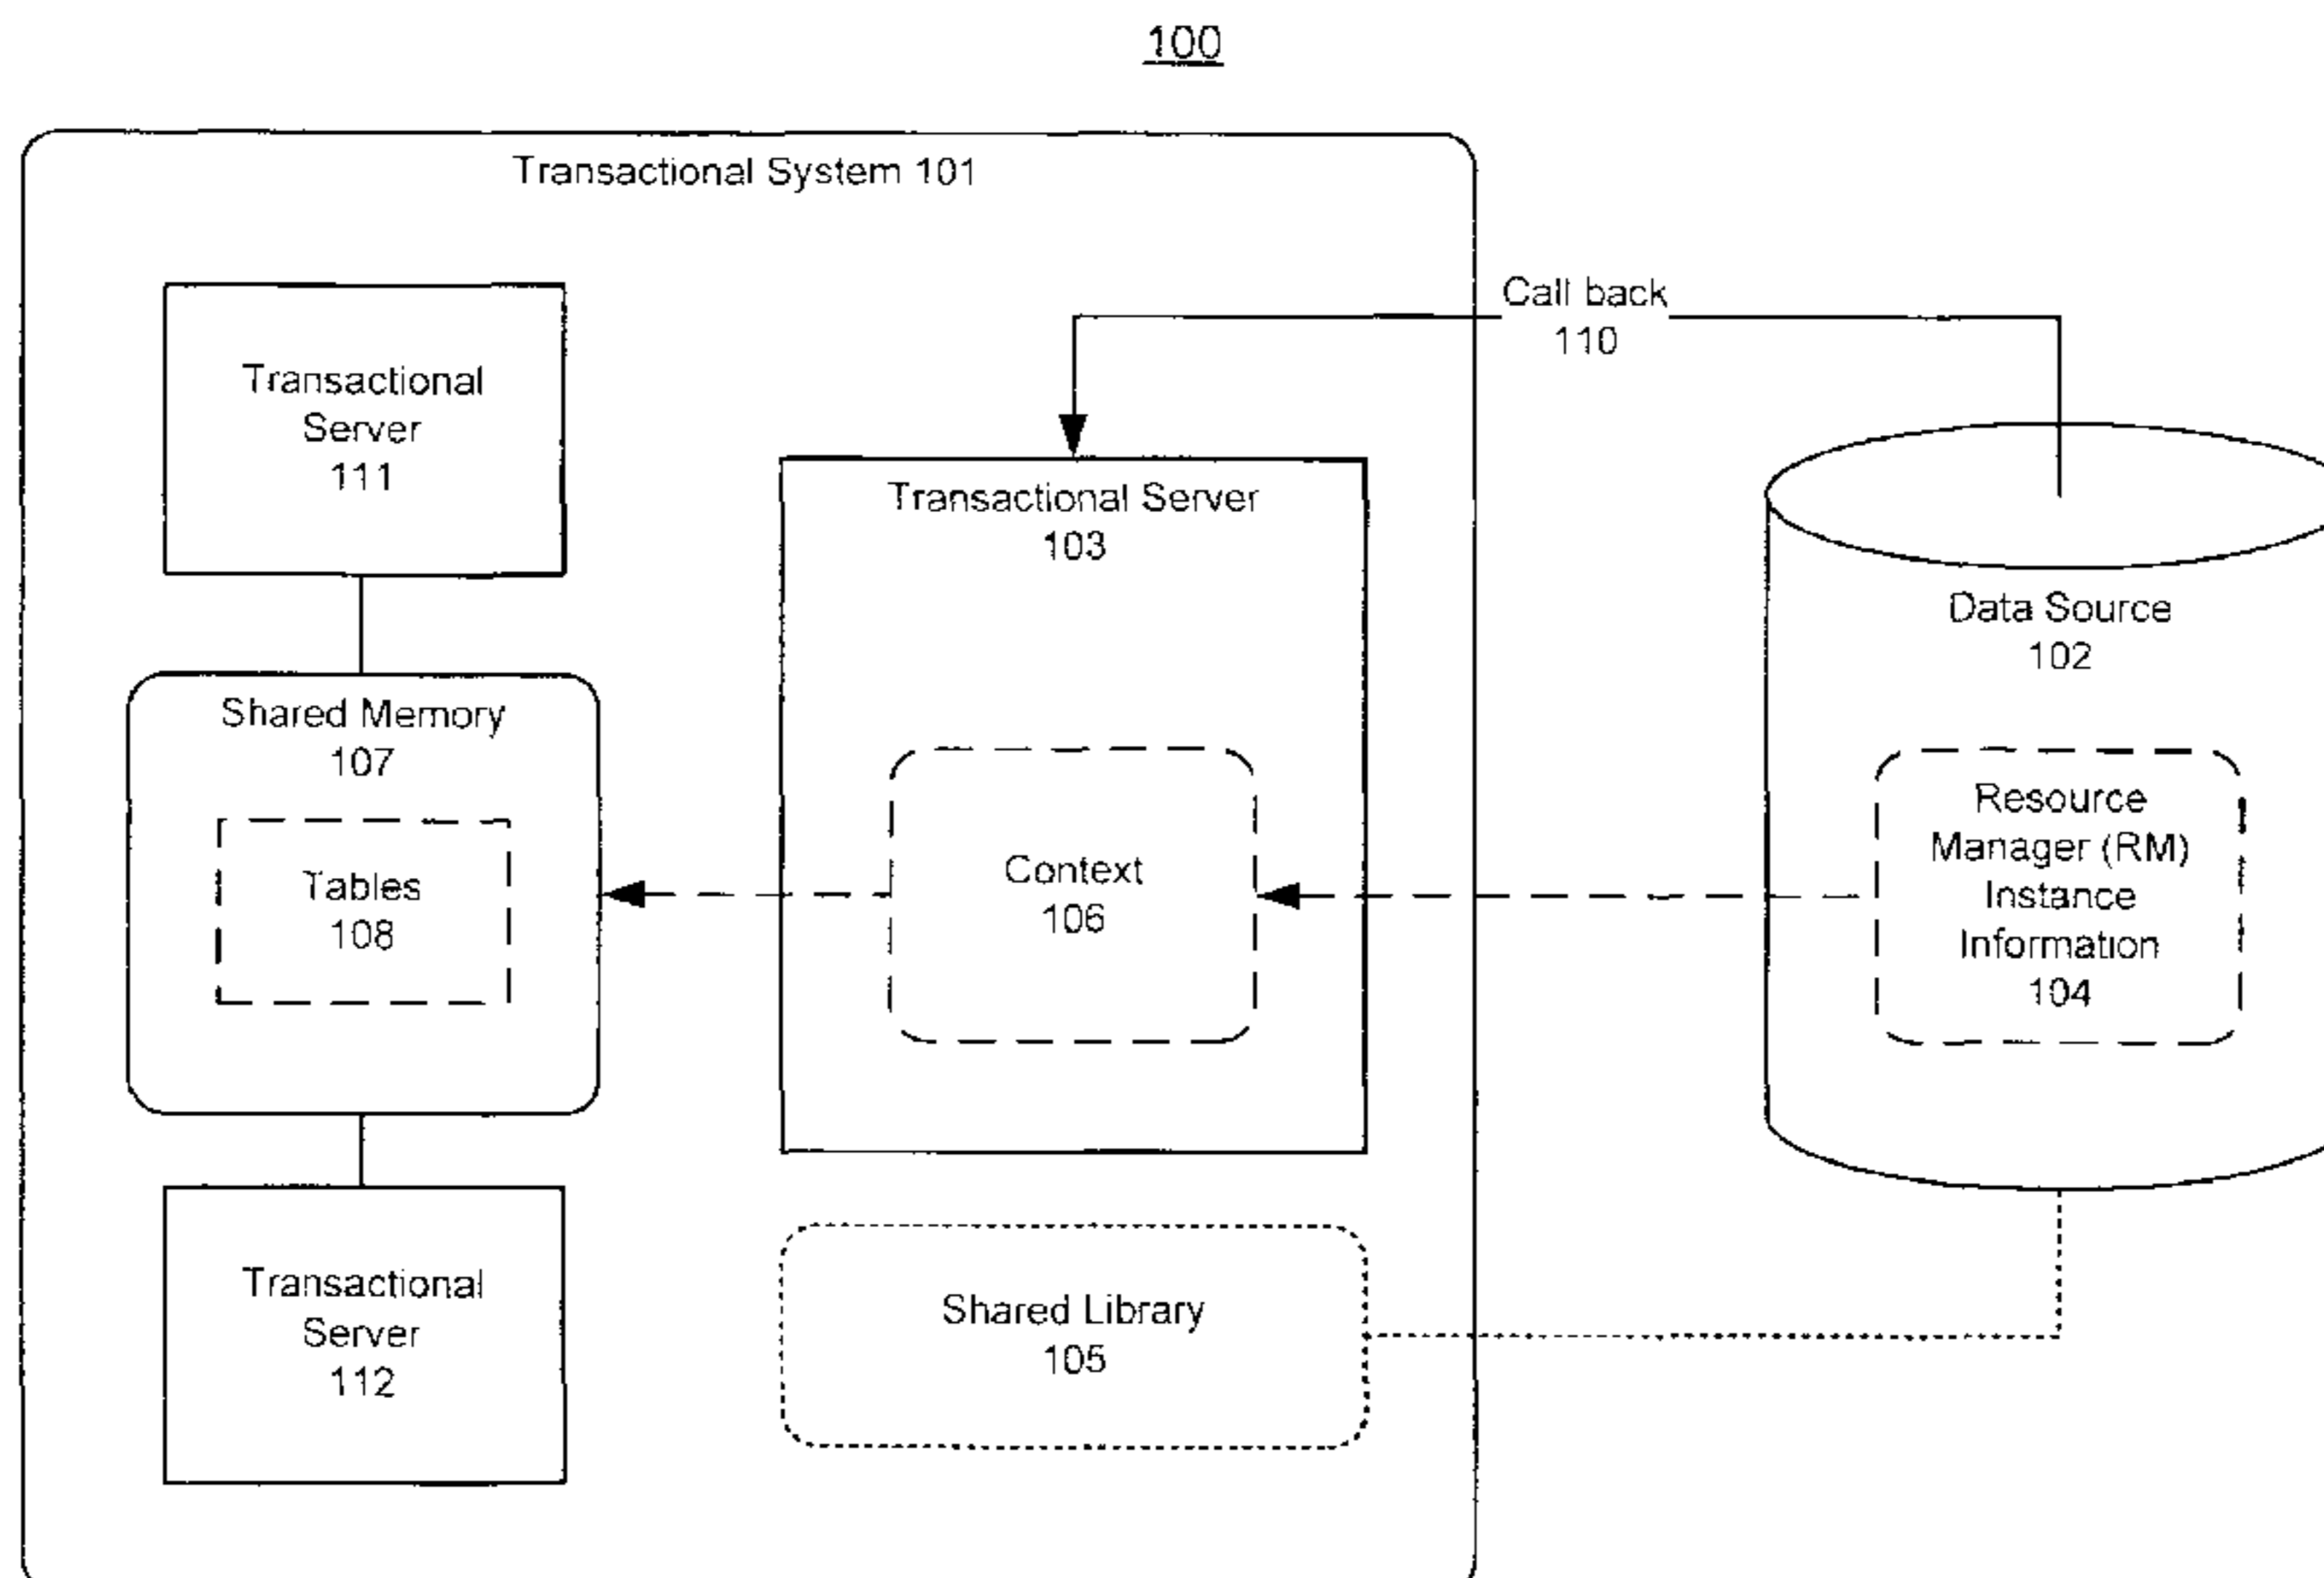 100
Transactional System 101
Call back
110
Transactional
Server
111
Transactional Server
103
Data Source
102
Shared Memory
107
Tables
108
Context
106
Resource
Manager (RM)
Instance
Information
104
Transactional
Server
112
Shared Library
105